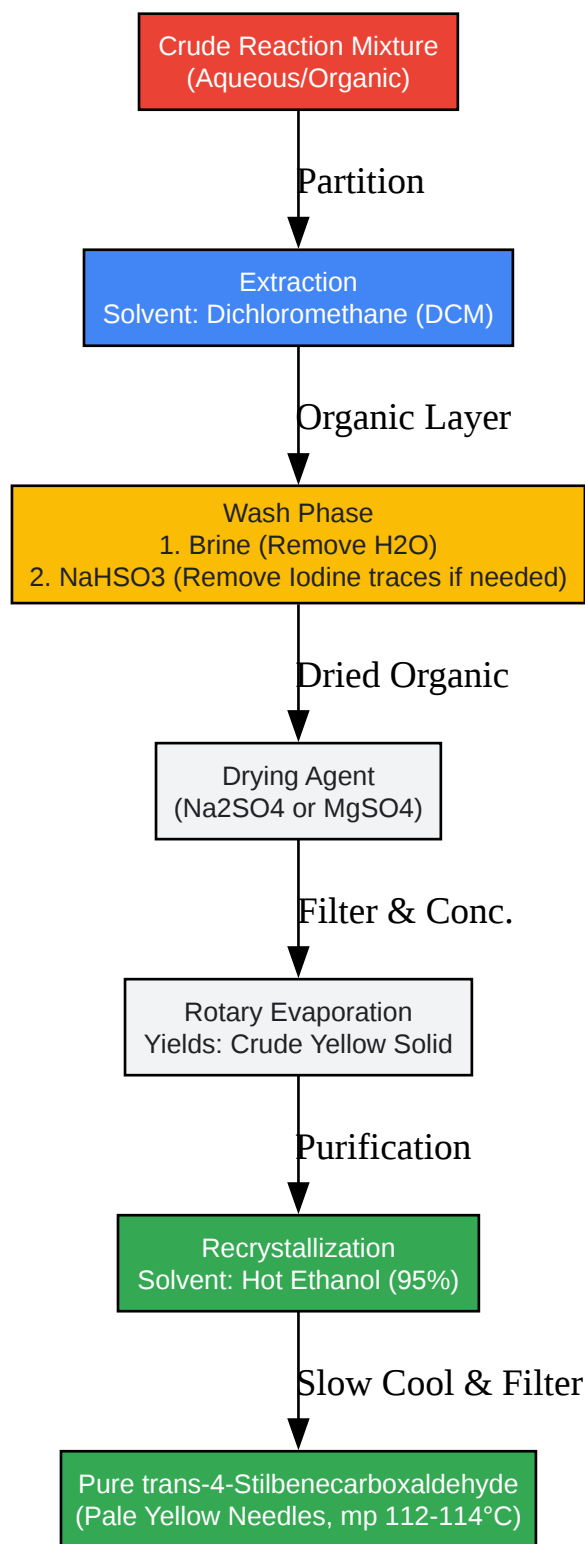 Crude Reaction Mixture
(Aqueous/Organic)
Partition
Extraction
Solvent: Dichloromethane (DCM)
Organic Layer
Wash Phase
1. Brine (Remove H2O)
2. NaHSO3 (Remove Iodine traces if needed)
Dried Organic
Drying Agent
(Na2SO4 or MgSO4)
Filter & Conc.
Rotary Evaporation
Yields: Crude Yellow Solid
Purification
Recrystallization
Solvent: Hot Ethanol (95%)
Slow Cool & Filter
Pure trans-4-Stilbenecarboxaldehyde
(Pale Yellow Needles, mp 112-114°C)